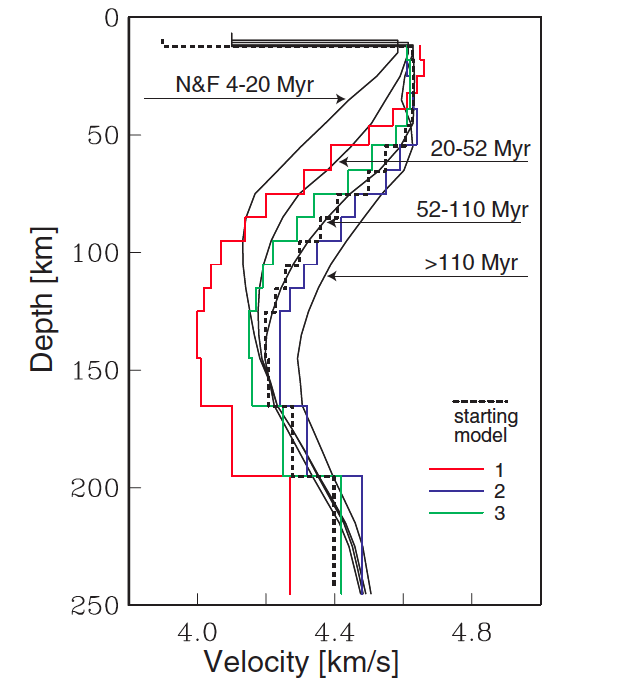 0
N&F 4-20 Myr
50
20-52 Myr
52-110 Myr
100
>110 Myr
Depth [km]
150
starting
model
1
200
2
3
250
4.0
4.4
4.8
Velocity [km/s]